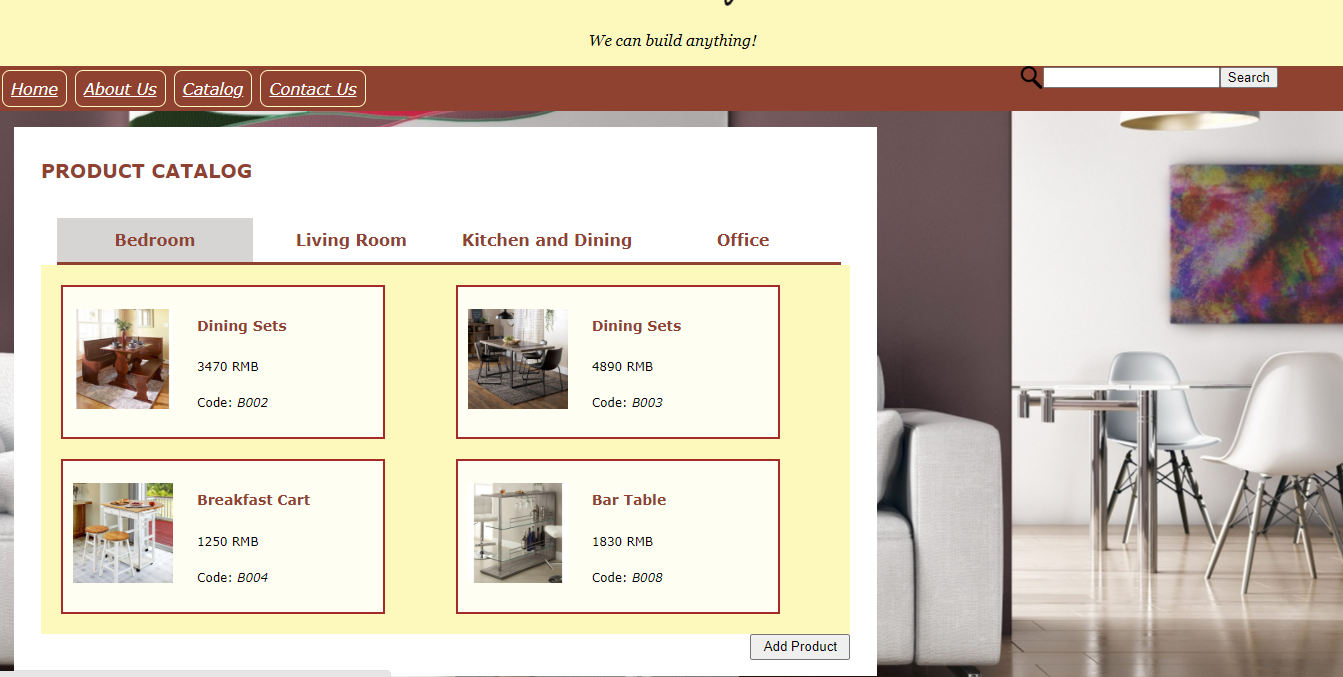 We can build anything!
Home About Us Catalog Contact Us Search
PRODUCT CATALOG
Bedroom Living Room Kitchen and Dining Office
Dining Sets
3470 RMB
Code: B002
Dining Sets
4890 RMB
Code: B003
Breakfast Cart
1250 RMB
Code: B004
Bar Table
1830 RMB
Code: B008
Add Product